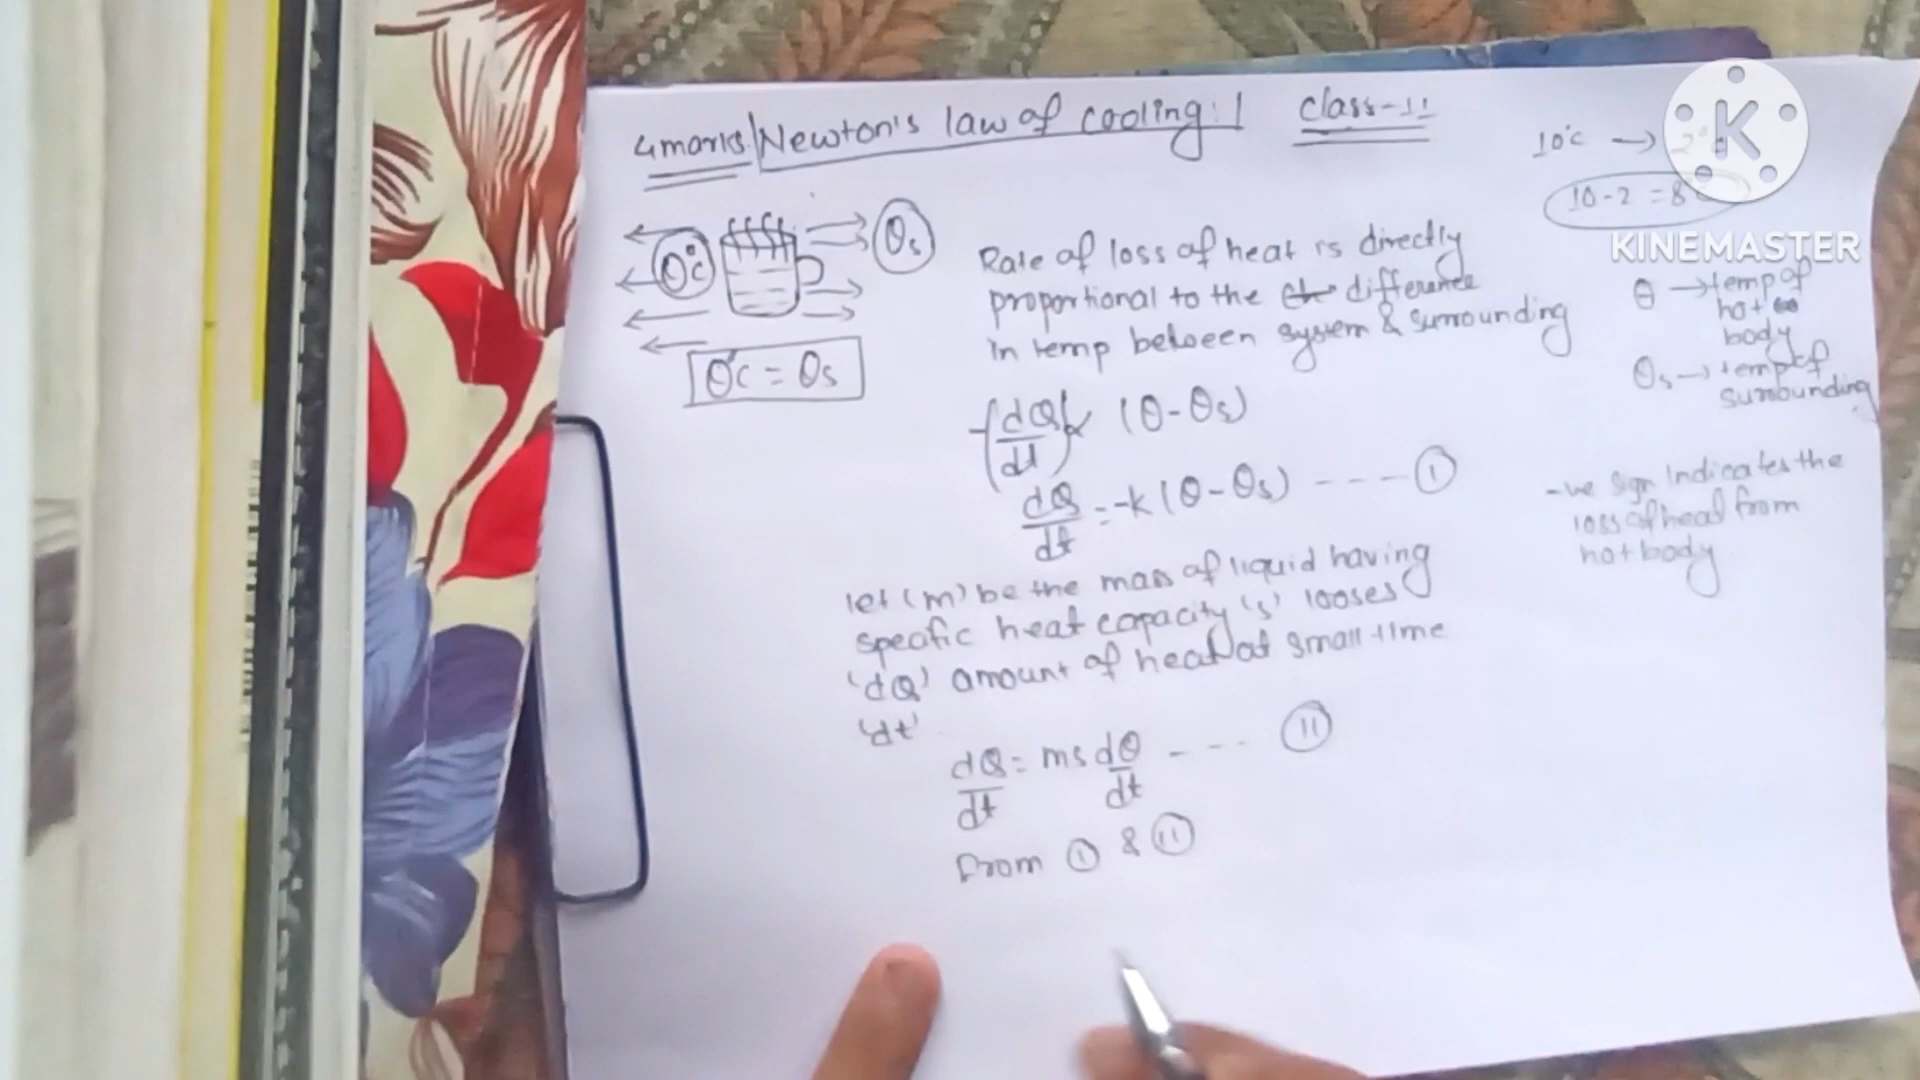 4 marks Newton's law of cooling: class-11
10°c →
10-2 = 8
KINEMASTER
θ°c
θs
θ°c = θs
Rate of loss of heat is directly
proportional to the difference
in temp between system & surrounding
θ → temp of
hot
body
θs → temp of
surrounding
-(dQ/dt) ∝ (θ-θs)
dQ/dt = -k(θ-θs) ---- ①
-ve sign indicates the
loss of heat from
hot body
let (m) be the mass of liquid having
specific heat capacity 's' looses
'dQ' amount of heat at small time
'dt'
dQ/dt = ms dθ/dt --- ⑪
from ① & ⑪